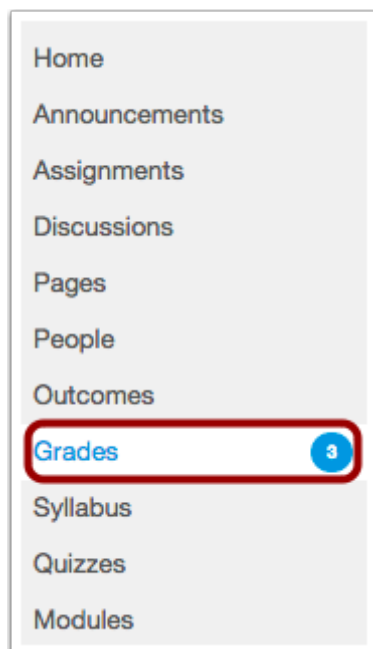 Home
Announcements
Assignments
Discussions
Pages
People
Outcomes
Grades 3
Syllabus
Quizzes
Modules